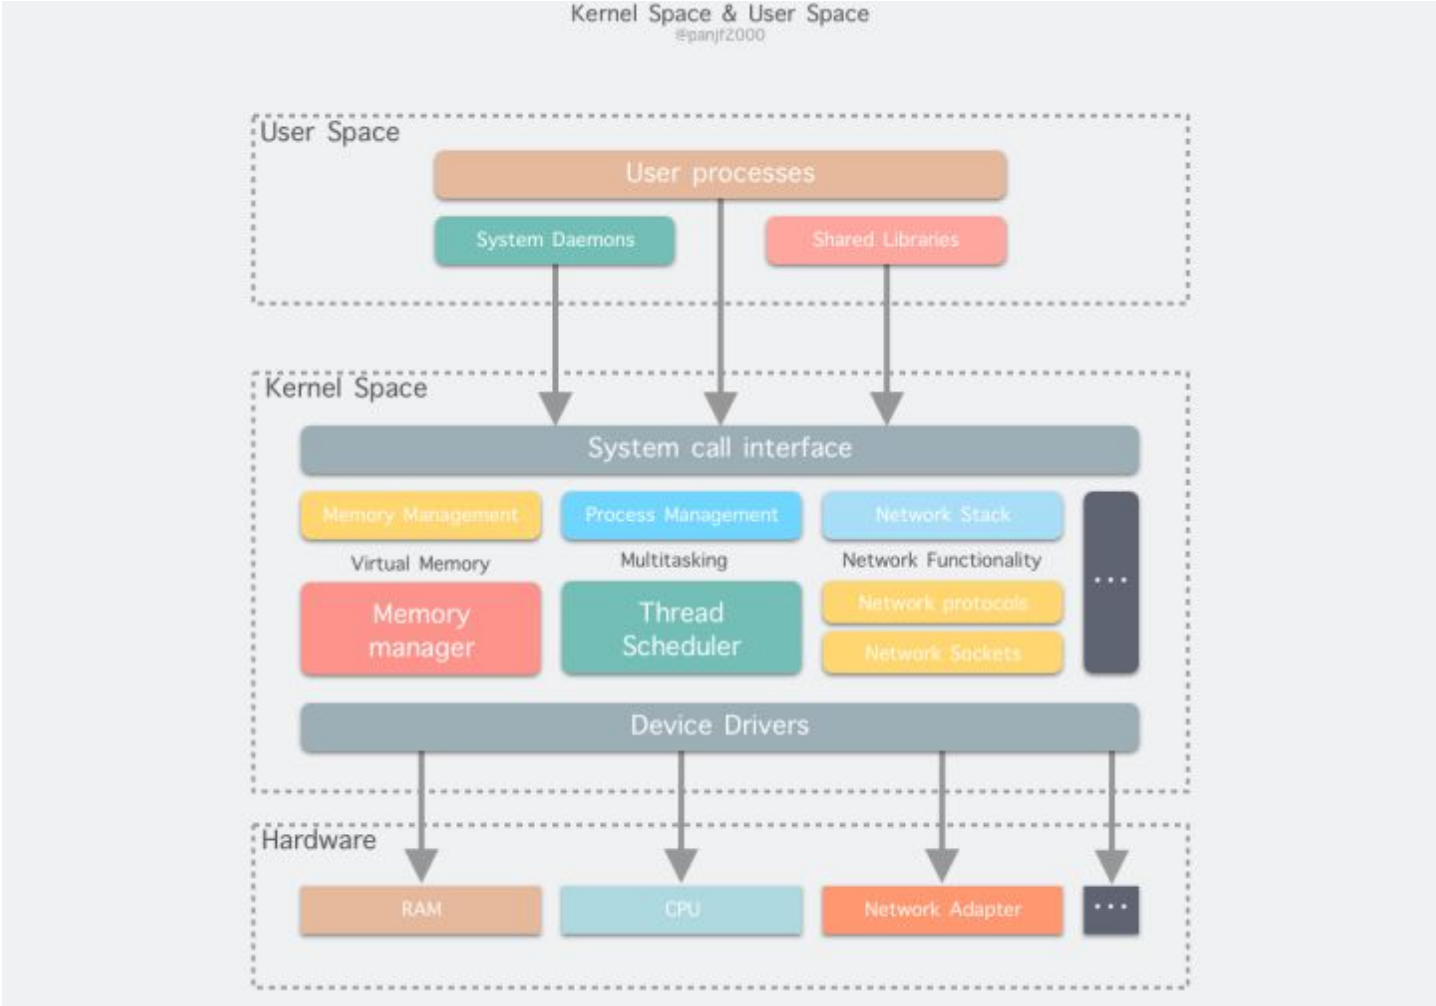 Kernel Space & User Space
@panjf2000
User Space
User processes
System Daemons
Shared Libraries
Kernel Space
System call interface
Memory Management
Process Management
Network Stack
Virtual Memory
Multitasking
Network Functionality
...
Memory
manager
Thread
Scheduler
Network protocols
Network Sockets
Device Drivers
Hardware
RAM
CPU
Network Adapter
...